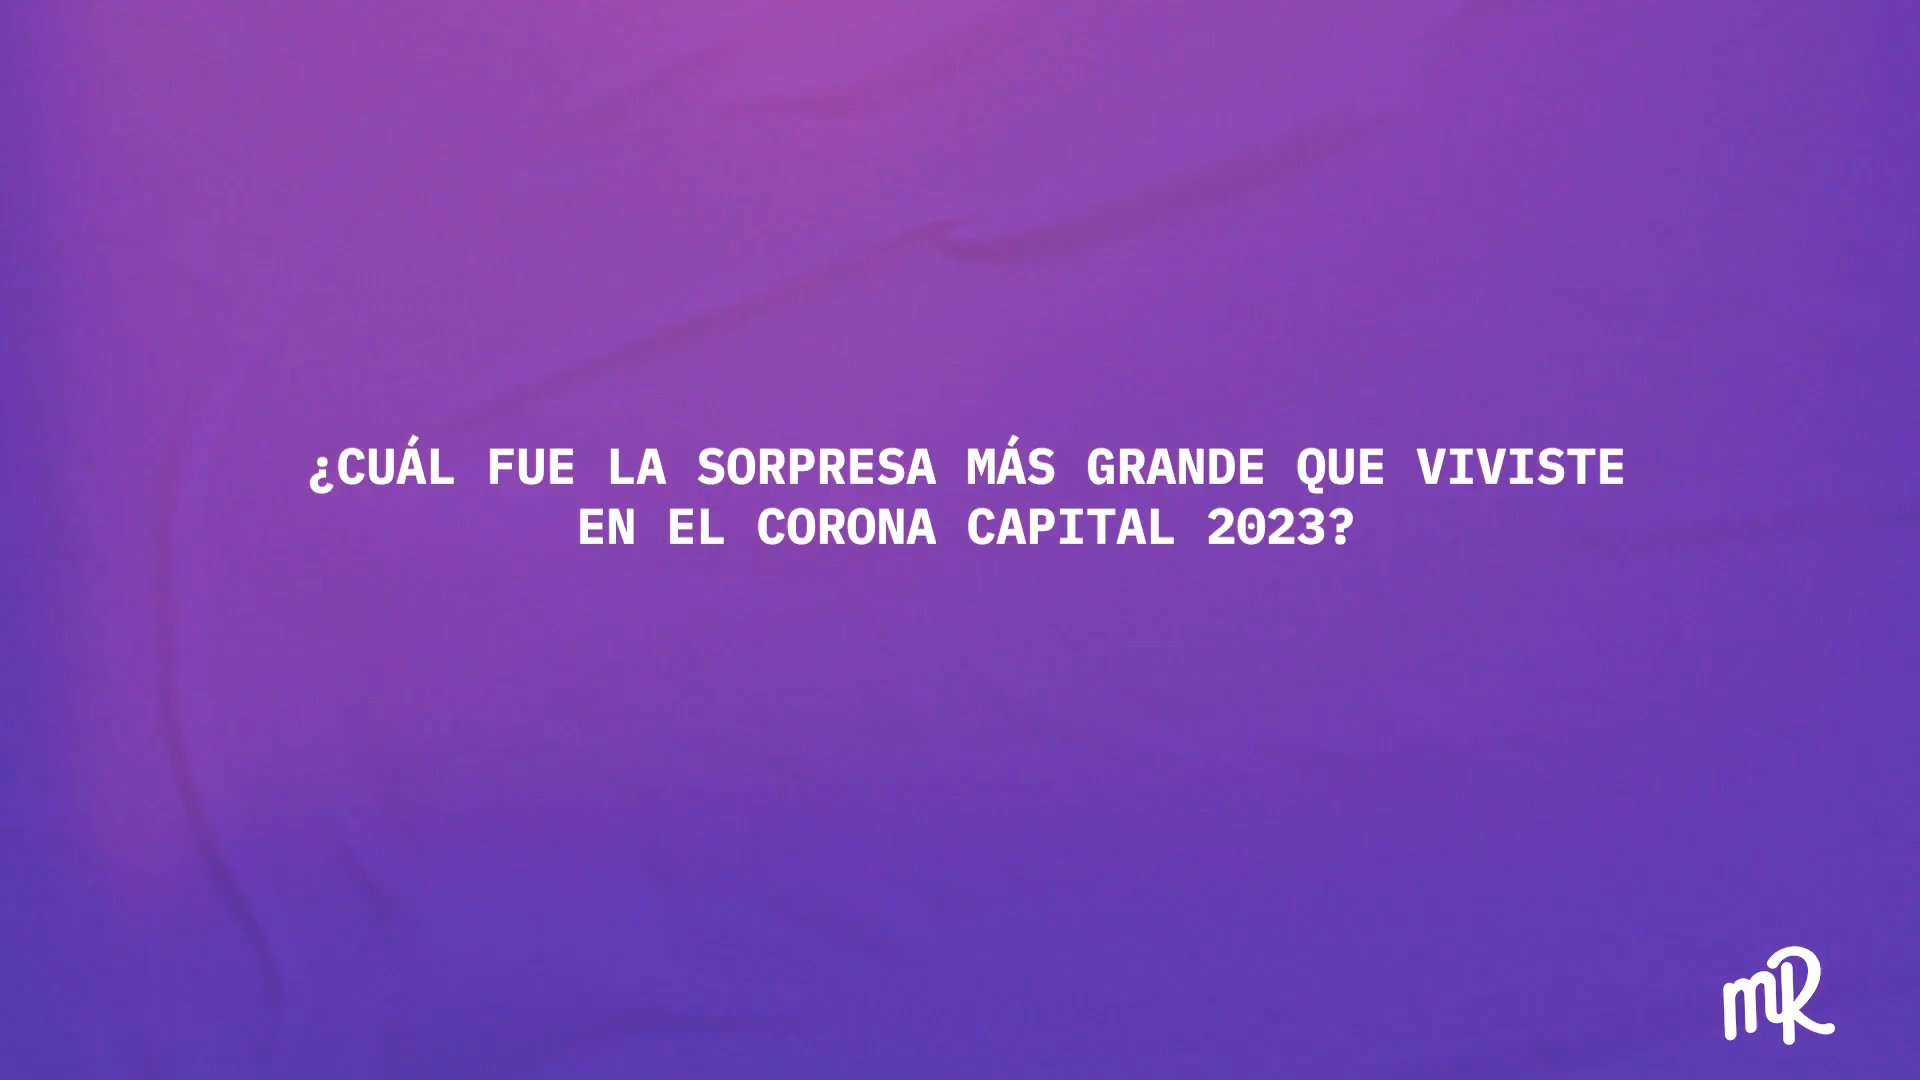 ¿CUÁL FUE LA SORPRESA MÁS GRANDE QUE VIVISTE
EN EL CORONA CAPITAL 2023?
mR